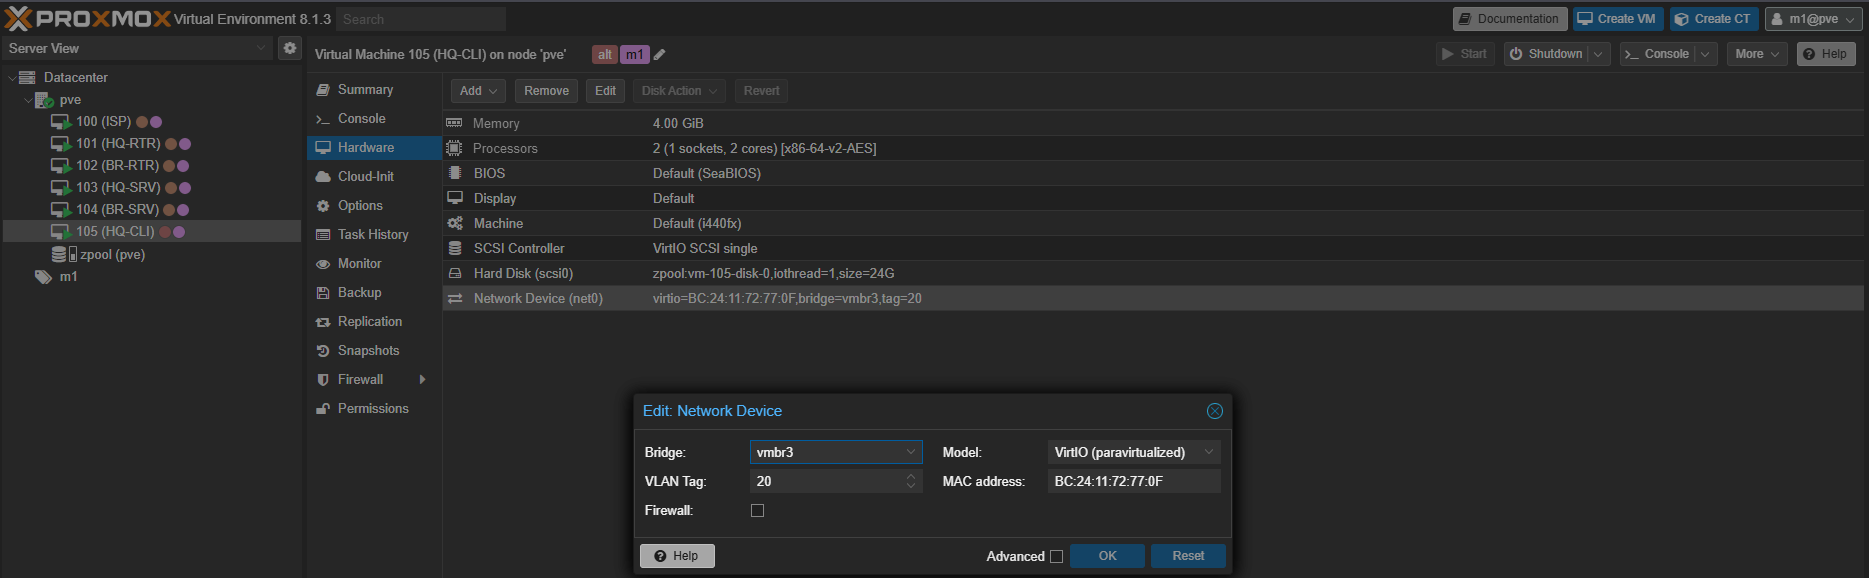 PROXMOX Virtual Environment 8.1.3 Search Documentation Create VM Create CT m1@pve
Server View
Datacenter
pve
100 (ISP)
101 (HQ-RTR)
102 (BR-RTR)
103 (HQ-SRV)
104 (BR-SRV)
105 (HQ-CLI)
zpool (pve)
m1
Virtual Machine 105 (HQ-CLI) on node 'pve' alt m1 Start Shutdown Console More Help
Summary
Console
Hardware
Cloud-Init
Options
Task History
Monitor
Backup
Replication
Snapshots
Firewall
Permissions
Add Remove Edit Disk Action Revert
Memory 4.00 GiB
Processors 2 (1 sockets, 2 cores) [x86-64-v2-AES]
BIOS Default (SeaBIOS)
Display Default
Machine Default (i440fx)
SCSI Controller VirtIO SCSI single
Hard Disk (scsi0) zpool:vm-105-disk-0,iothread=1,size=24G
Network Device (net0) virtio=BC:24:11:72:77:0F,bridge=vmbr3,tag=20
Edit: Network Device
Bridge: vmbr3 Model: VirtIO (paravirtualized)
VLAN Tag: 20 MAC address: BC:24:11:72:77:0F
Firewall:
Help Advanced OK Reset